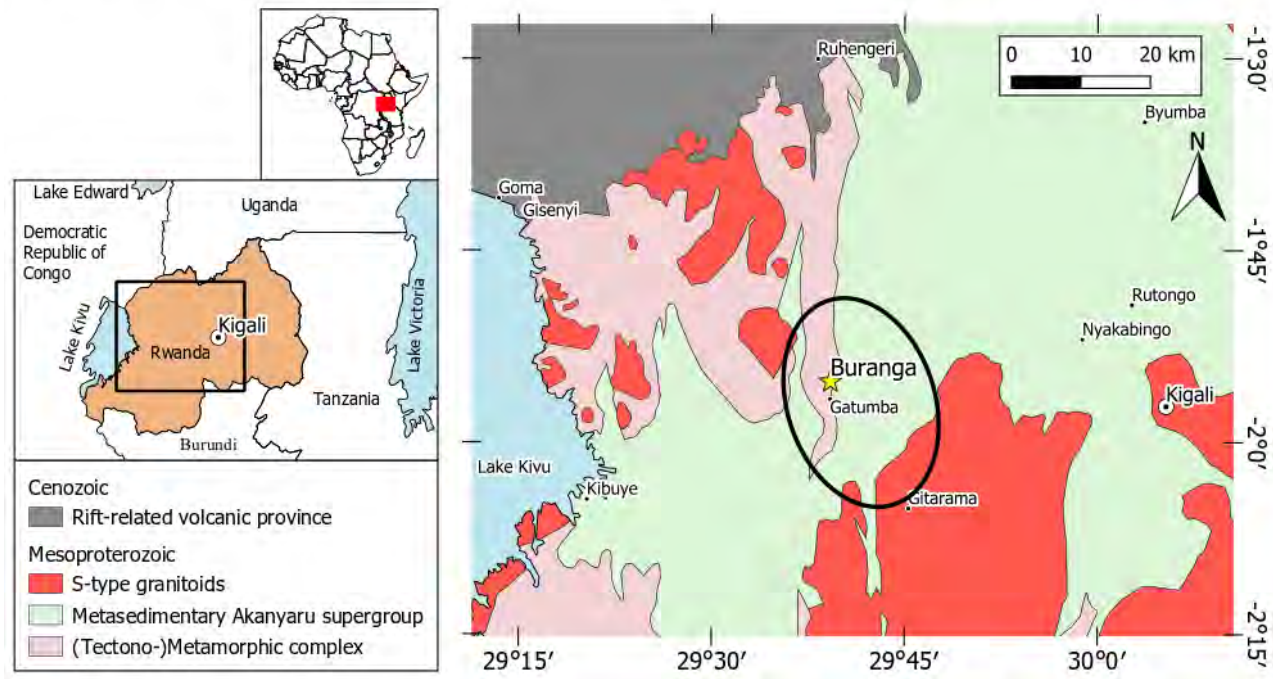 Lake Edward
Uganda
Democratic
Republic of
Congo
Lake Kivu
Kigali
Rwanda
Lake Victoria
Tanzania
Burundi
Cenozoic
Rift-related volcanic province
Mesoproterozoic
S-type granitoids
Metasedimentary Akanyaru supergroup
(Tectono-)Metamorphic complex
Ruhengeri
0 10 20 km
Byumba
N
Goma
Gisenyi
Rutongo
Nyakabingo
Buranga
Gatumba
Kigali
Lake Kivu
Kibuye
Gitarama
-1°30'
-1°45'
-2°0'
-2°15'
29°15' 29°30' 29°45' 30°0'